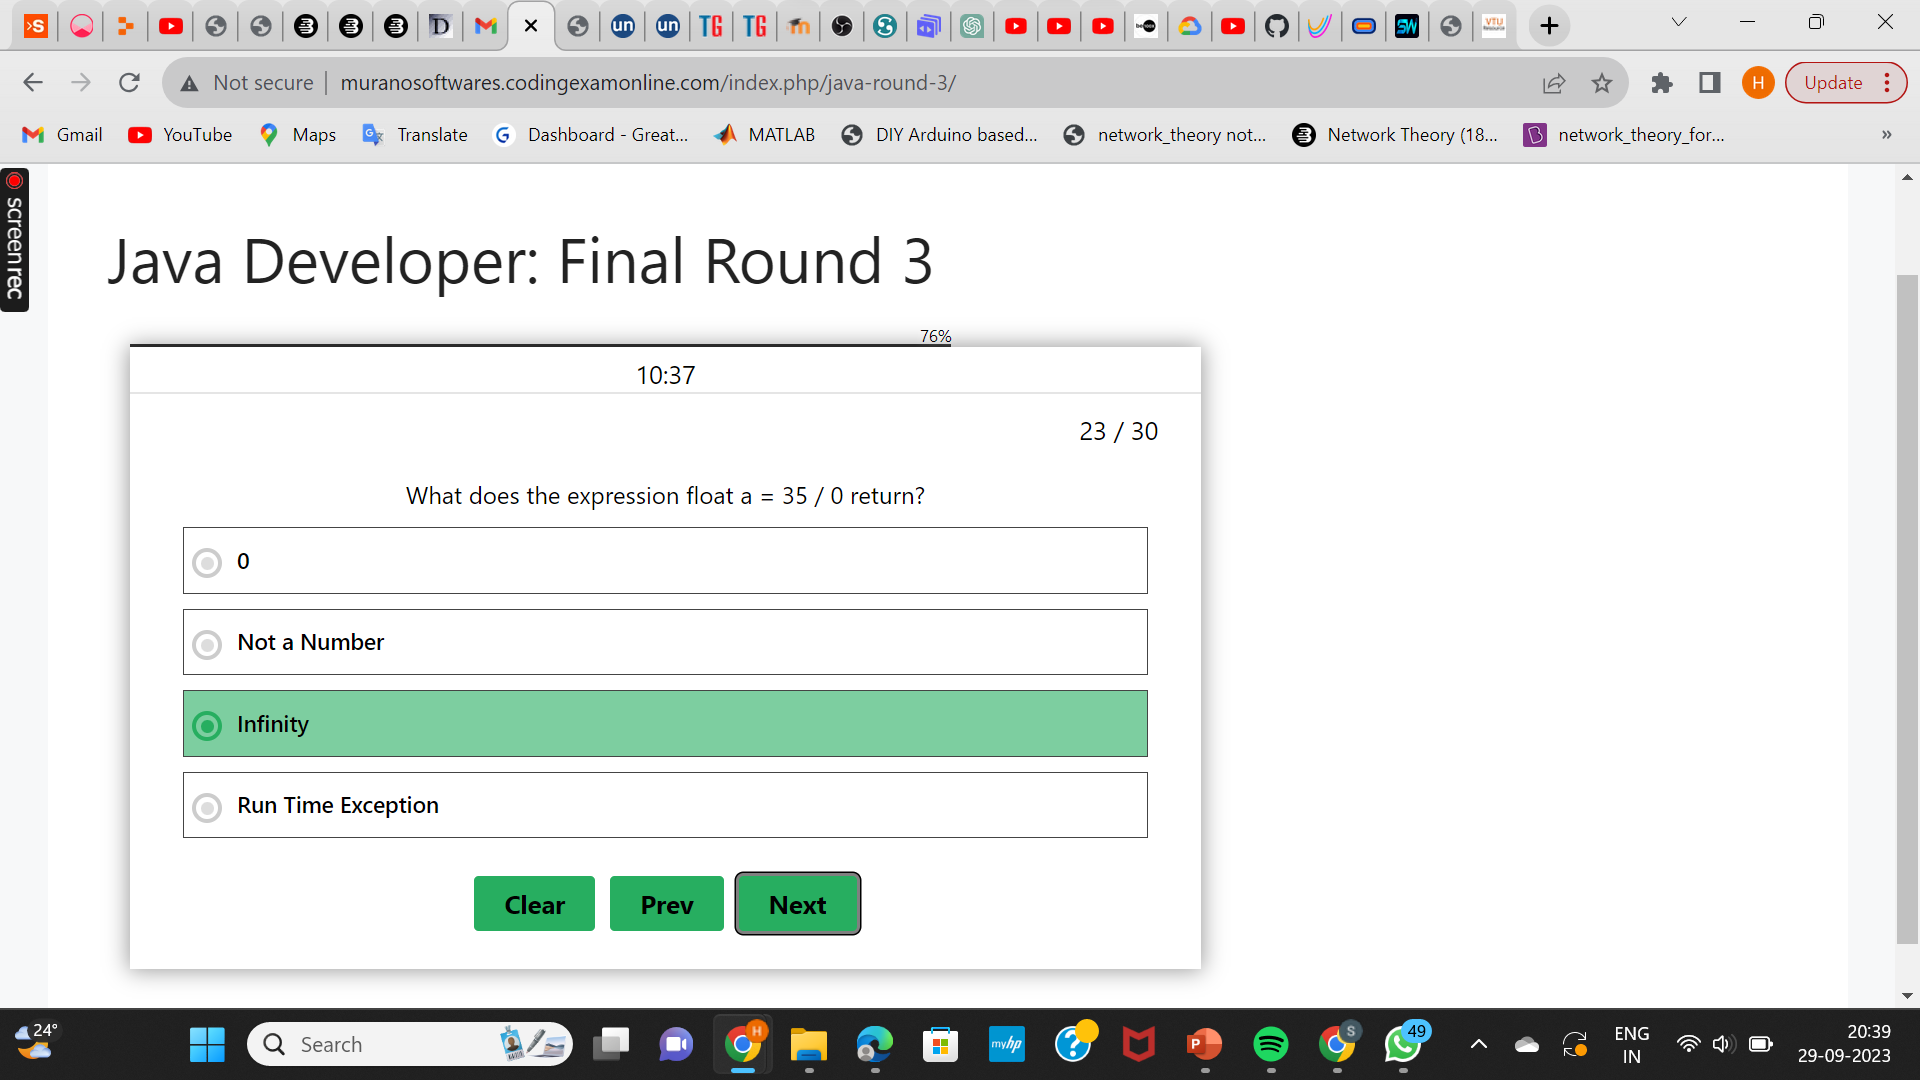 Not secure
muranosoftwares.codingexamonline.com/index.php/java-round-3/
H
Update
Gmail
YouTube
Maps
Translate
Dashboard - Great...
MATLAB
DIY Arduino based...
network_theory not...
Network Theory (18...
network_theory_for...
»
screenrec
Java Developer: Final Round 3
76%
10:37
23 / 30
What does the expression float a = 35 / 0 return?
0
Not a Number
Infinity
Run Time Exception
Clear
Prev
Next
24°
Search
H
myhp
S
49
ENG
IN
20:39
29-09-2023